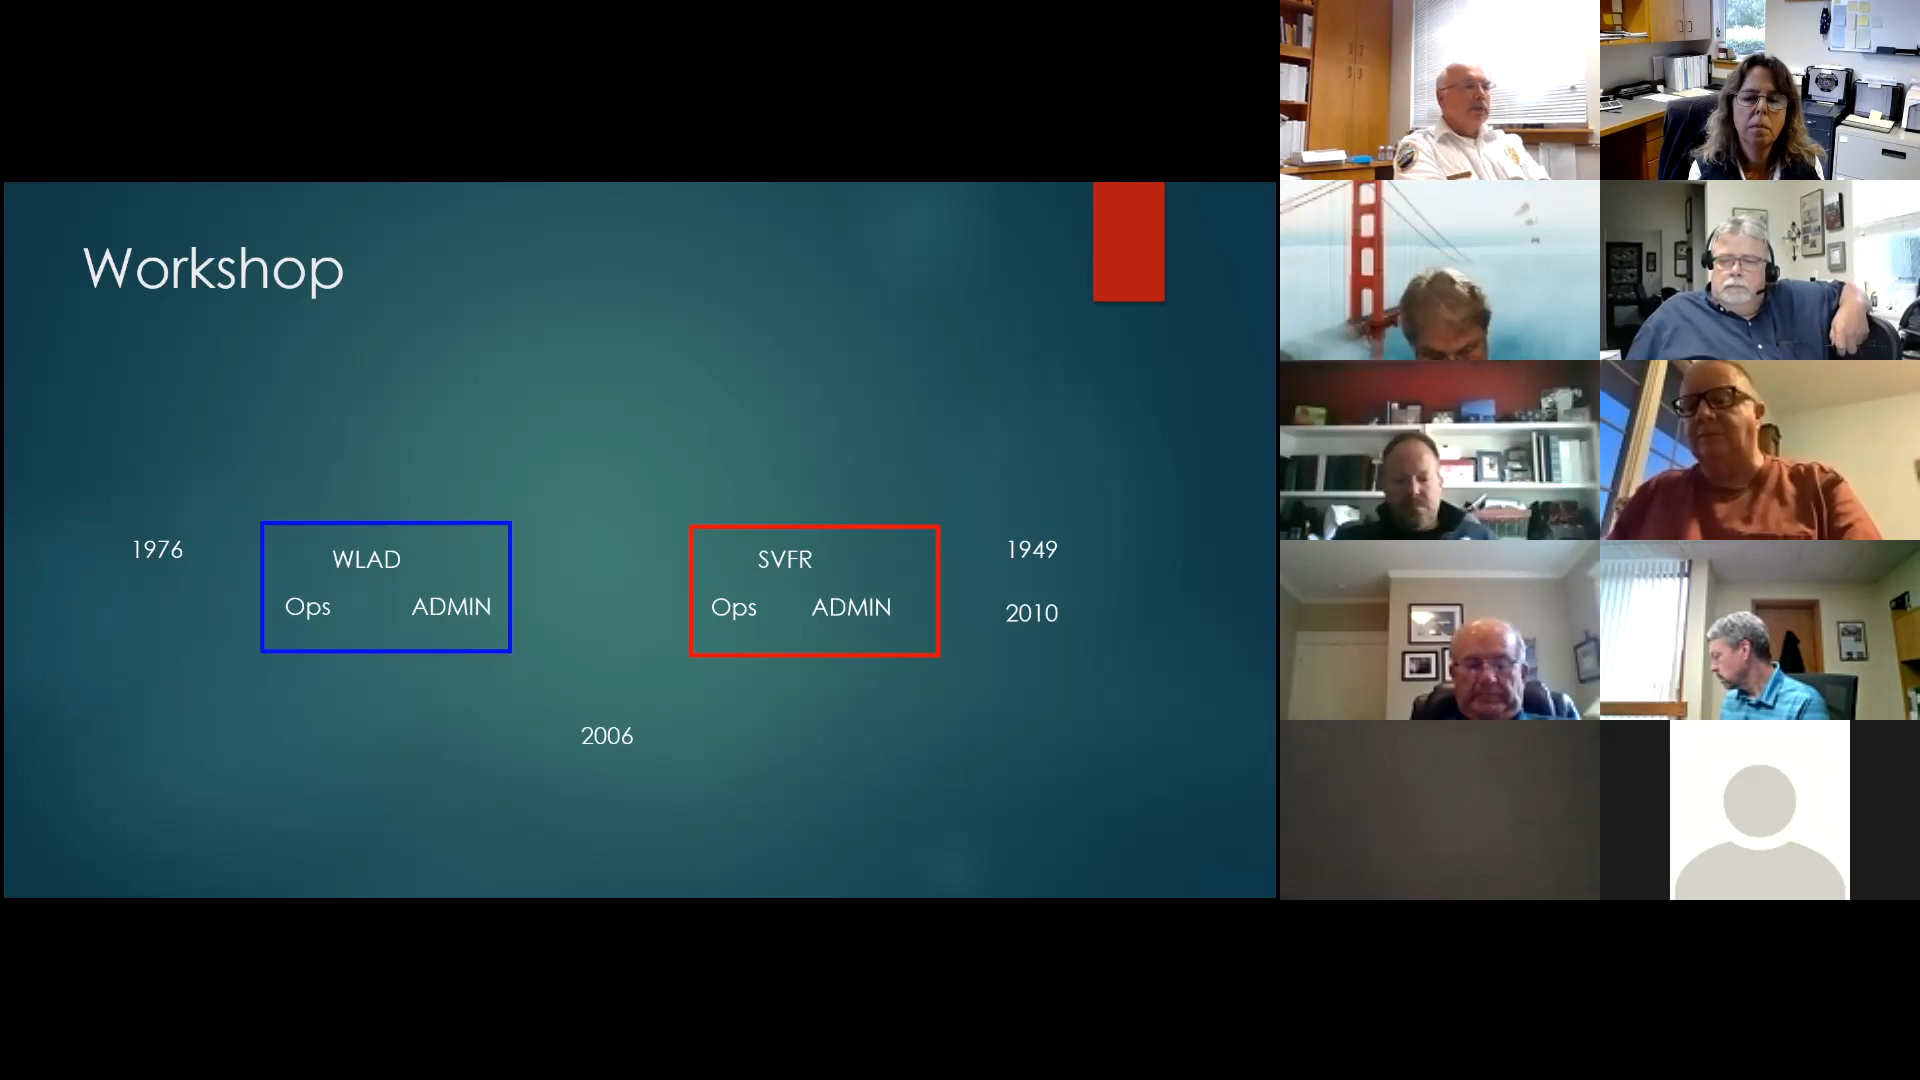 Workshop
1976
WLAD
SVFR
1949
Ops ADMIN
Ops ADMIN
2010
2006